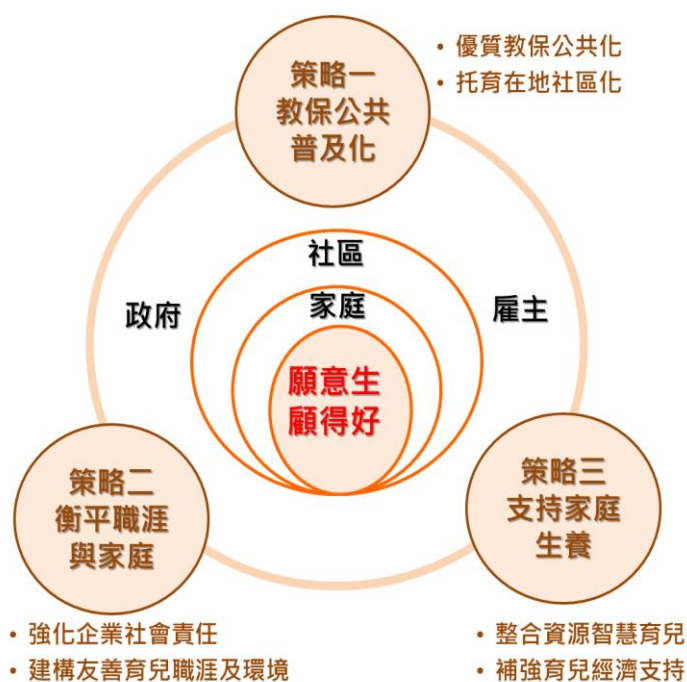 策略一
教保公共
普及化
• 優質教保公共化
• 托育在地社區化
社區
政府
家庭
雇主
願意生
顧得好
策略二
衡平職涯
與家庭
• 強化企業社會責任
• 建構友善育兒職涯及環境
策略三
支持家庭
生養
• 整合資源智慧育兒
• 補強育兒經濟支持